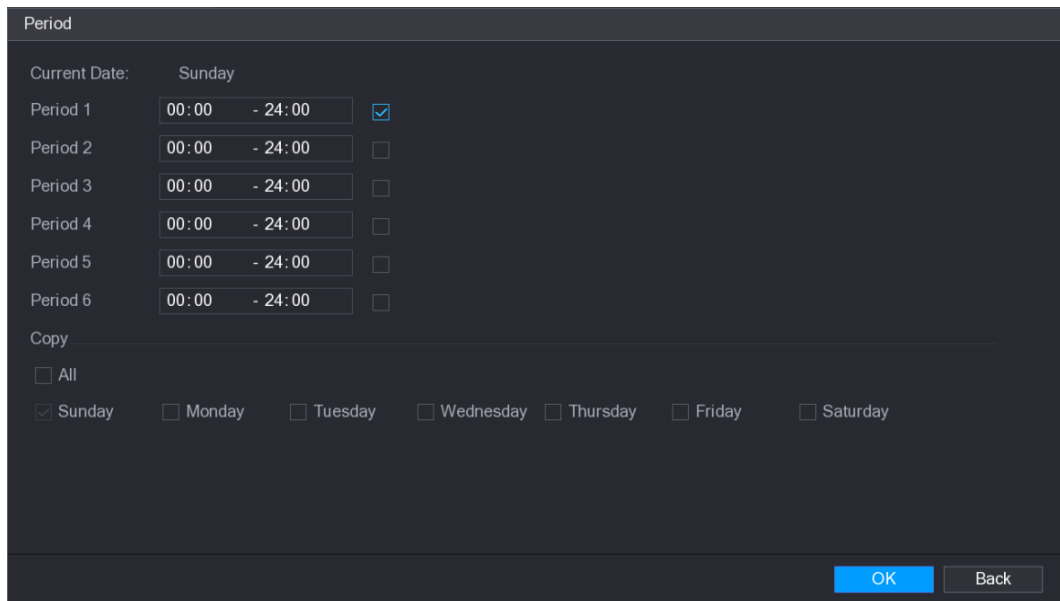 Period
Current Date: Sunday
Period 1 00:00 - 24:00
Period 2 00:00 - 24:00
Period 3 00:00 - 24:00
Period 4 00:00 - 24:00
Period 5 00:00 - 24:00
Period 6 00:00 - 24:00
Copy
All
Sunday Monday Tuesday Wednesday Thursday Friday Saturday
OK Back